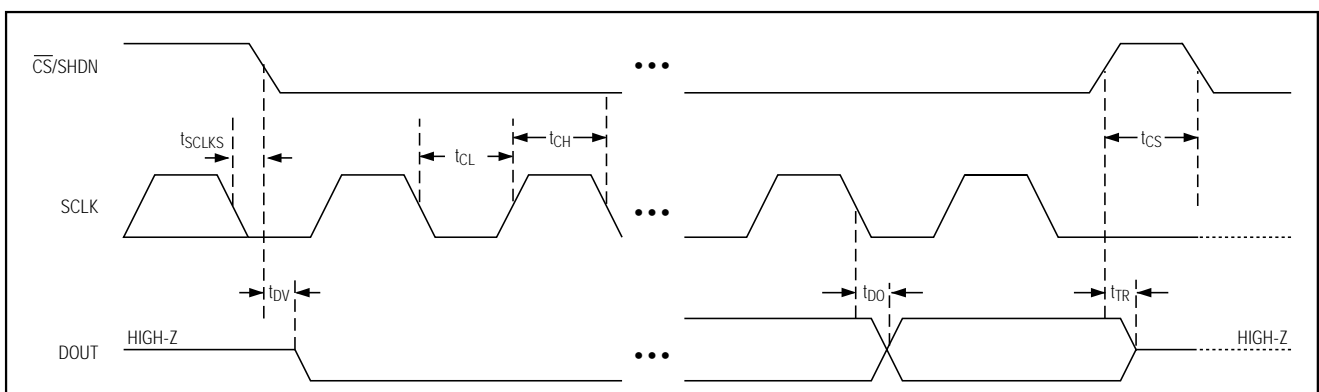 CS/SHDN
•••
tSCLKS
tCL
tCH
tCS
SCLK
•••
tDV
tDO
tTR
DOUT
HIGH-Z
•••
HIGH-Z